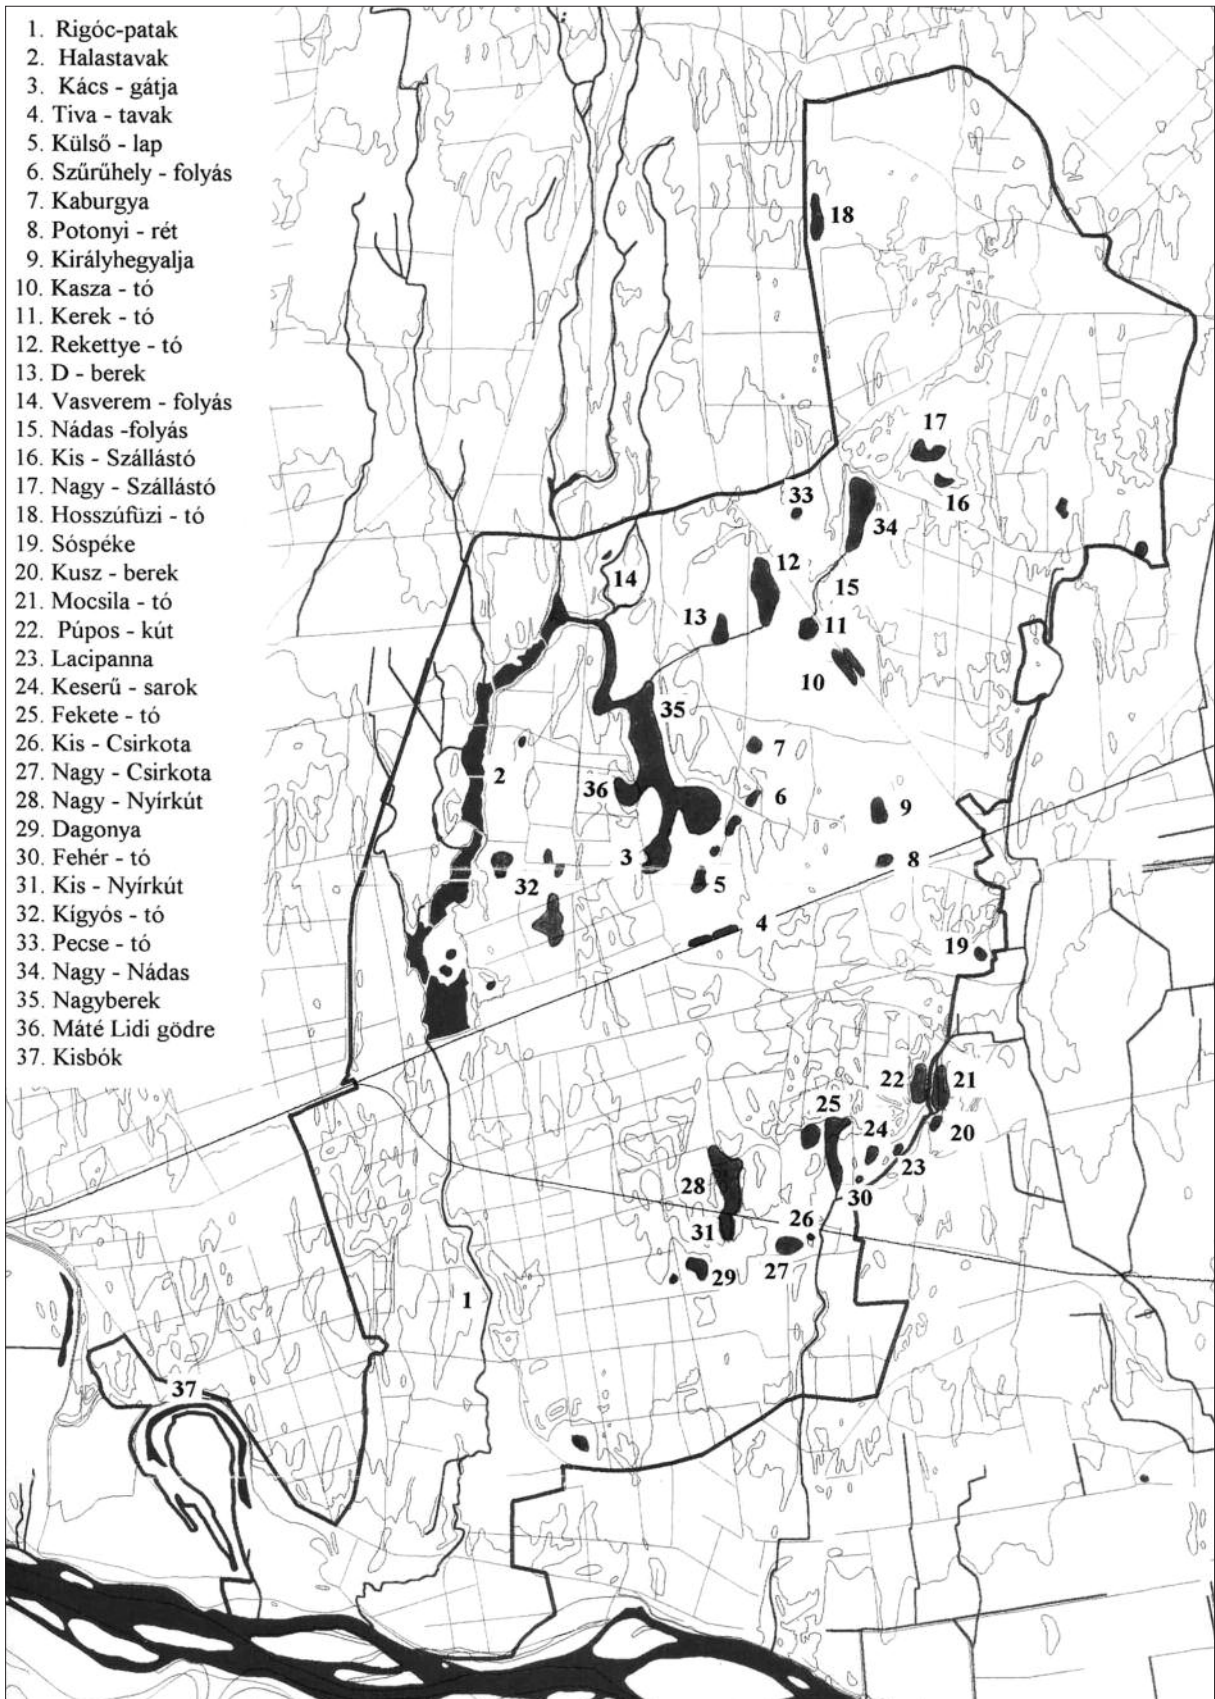 1. Rigóc-patak
2. Halastavak
3. Kács - gátja
4. Tiva - tavak
5. Külső - lap
6. Szűrűhely - folyás
7. Kaburgya
8. Potonyi - rét
9. Királyhegyalja
10. Kasza - tó
11. Kerek - tó
12. Rekettye - tó
13. D - berek
14. Vasverem - folyás
15. Nádas -folyás
16. Kis - Szállástó
17. Nagy - Szállástó
18. Hosszúfüzi - tó
19. Sóspéke
20. Kusz - berek
21. Mocsila - tó
22. Púpos - kút
23. Lacipanna
24. Keserű - sarok
25. Fekete - tó
26. Kis - Csirkota
27. Nagy - Csirkota
28. Nagy - Nyírkút
29. Dagonya
30. Fehér - tó
31. Kis - Nyírkút
32. Kígyós - tó
33. Pecse - tó
34. Nagy - Nádas
35. Nagyberek
36. Máté Lidi gödre
37. Kisbók
18
17
16
33
34
12
14
15
13
11
10
35
7
2
36
6
9
3
8
32
5
4
19
22
21
25
20
24
23
28
30
26
31
27
29
1
37